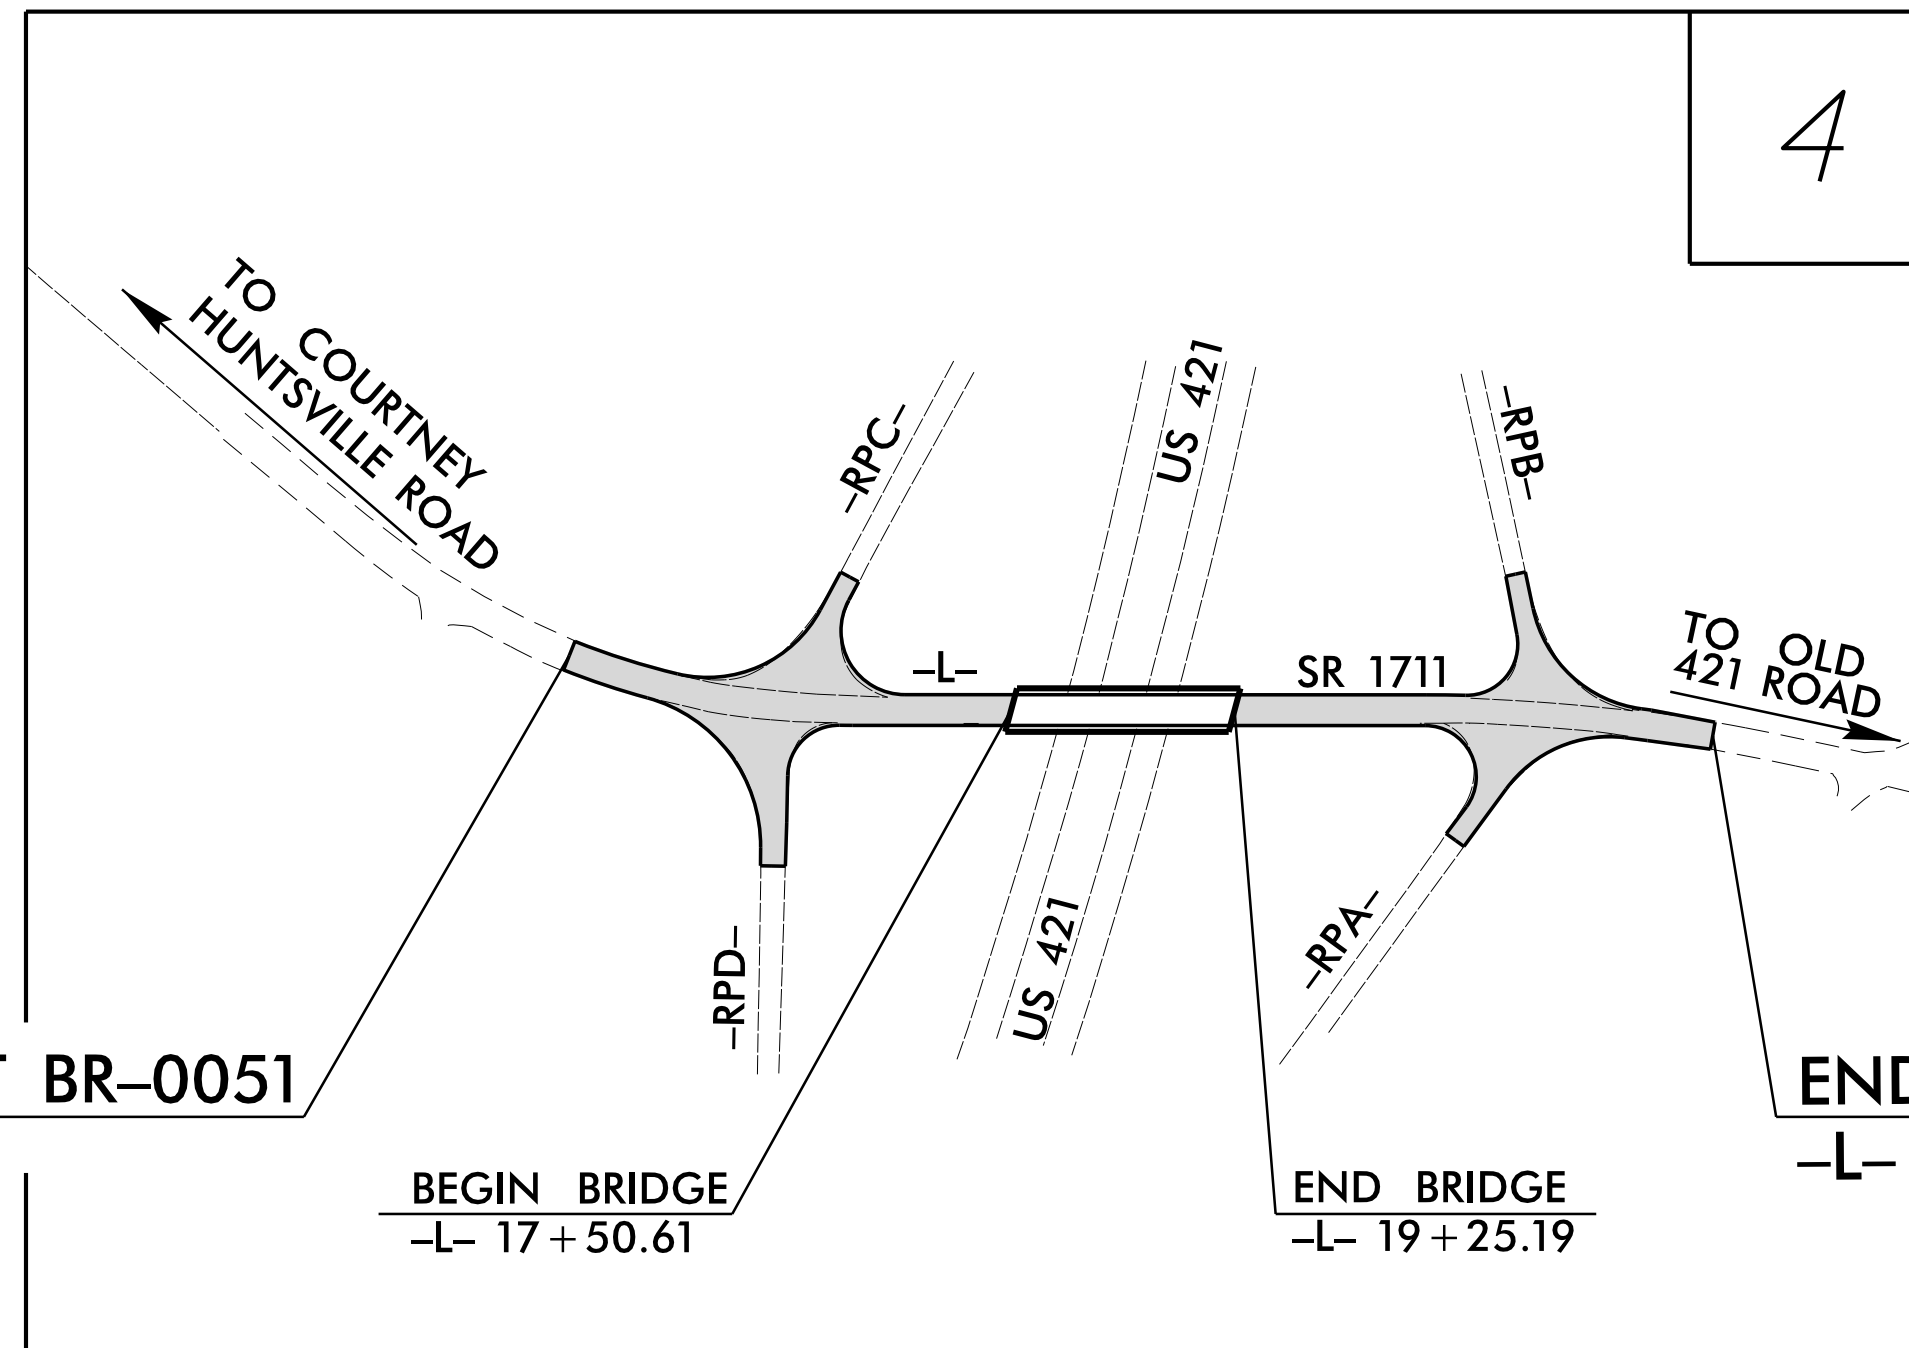 4
TO COURTNEY
HUNTSVILLE ROAD
–RPC–
US 421
–RPB–
–L–
SR 1711
TO OLD
421 ROAD
–RPD–
US 421
–RPA–
BR–0051
END
–L–
BEGIN BRIDGE
–L– 17+50.61
END BRIDGE
–L– 19+25.19